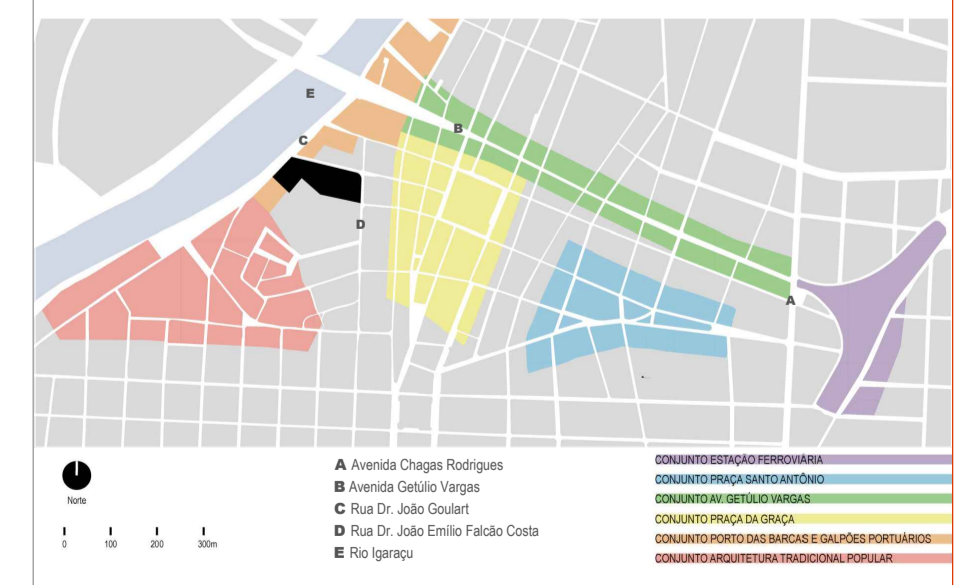 E
C
B
D
A
Norte
0 100 200 300m
A Avenida Chagas Rodrigues
B Avenida Getúlio Vargas
C Rua Dr. João Goulart
D Rua Dr. João Emílio Falcão Costa
E Rio Igaraçu
CONJUNTO ESTAÇÃO FERROVIÁRIA
CONJUNTO PRAÇA SANTO ANTÔNIO
CONJUNTO AV. GETÚLIO VARGAS
CONJUNTO PRAÇA DA GRAÇA
CONJUNTO PORTO DAS BARCAS E GALPÕES PORTUÁRIOS
CONJUNTO ARQUITETURA TRADICIONAL POPULAR